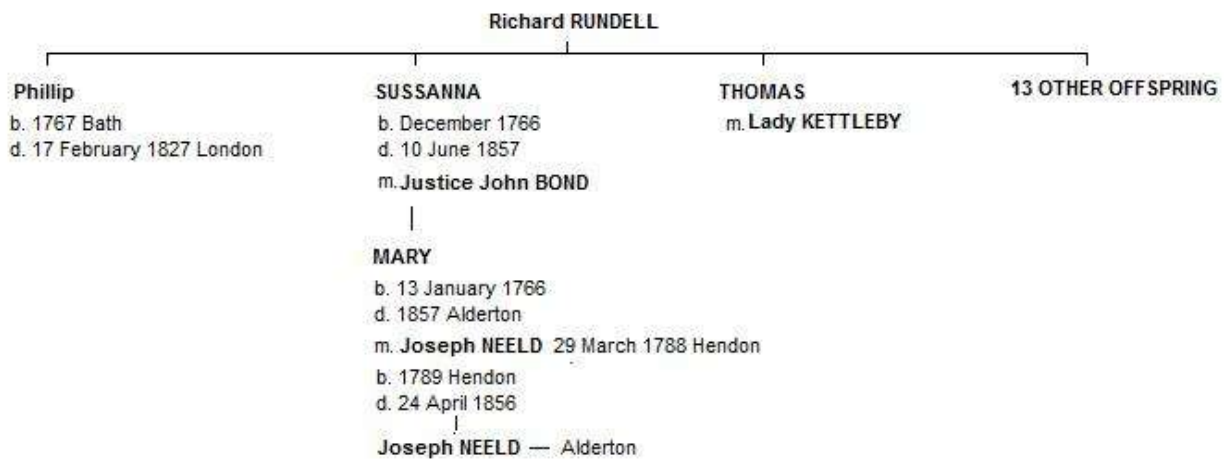 Richard RUNDELL
Phillip
b. 1767 Bath
d. 17 February 1827 London
SUSSANNA
b. December 1766
d. 10 June 1857
m. Justice John BOND
THOMAS
m. Lady KETTLEBY
13 OTHER OFFSPRING
MARY
b. 13 January 1766
d. 1857 Alderton
m. Joseph NEELD 29 March 1788 Hendon
b. 1789 Hendon
d. 24 April 1856
Joseph NEELD — Alderton